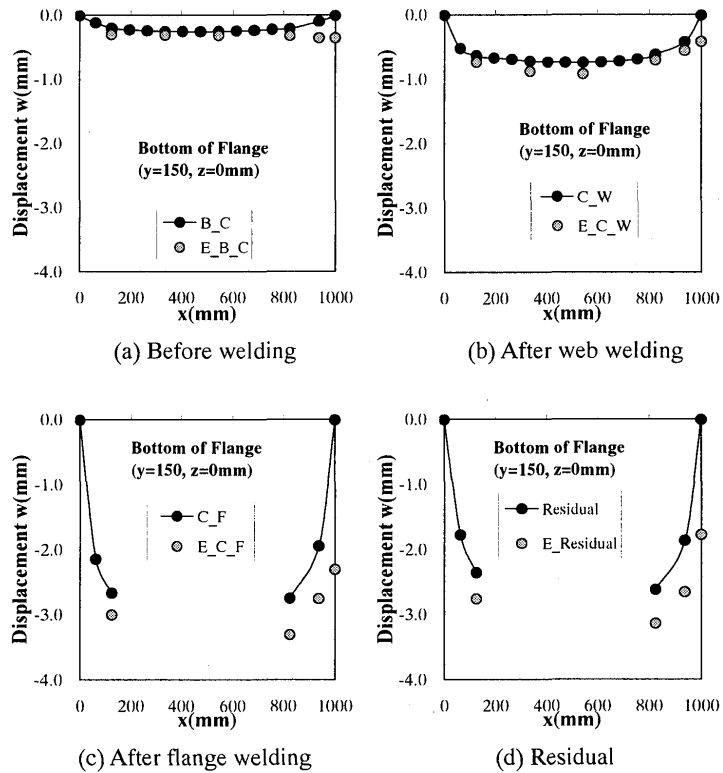 0.0
-1.0
-2.0
-3.0
-4.0
Displacement w(mm)
Bottom of Flange
(y=150, z=0mm)
B_C
E_B_C
0 200 400 600 800 1000
x(mm)
(a) Before welding
0.0
-1.0
-2.0
-3.0
-4.0
Displacement w(mm)
Bottom of Flange
(y=150, z=0mm)
C_W
E_C_W
0 200 400 600 800 1000
x(mm)
(b) After web welding
0.0
-1.0
-2.0
-3.0
-4.0
Displacement w(mm)
Bottom of Flange
(y=150, z=0mm)
C_F
E_C_F
0 200 400 600 800 1000
x(mm)
(c) After flange welding
0.0
-1.0
-2.0
-3.0
-4.0
Displacement w(mm)
Bottom of Flange
(y=150, z=0mm)
Residual
E_Residual
0 200 400 600 800 1000
x(mm)
(d) Residual